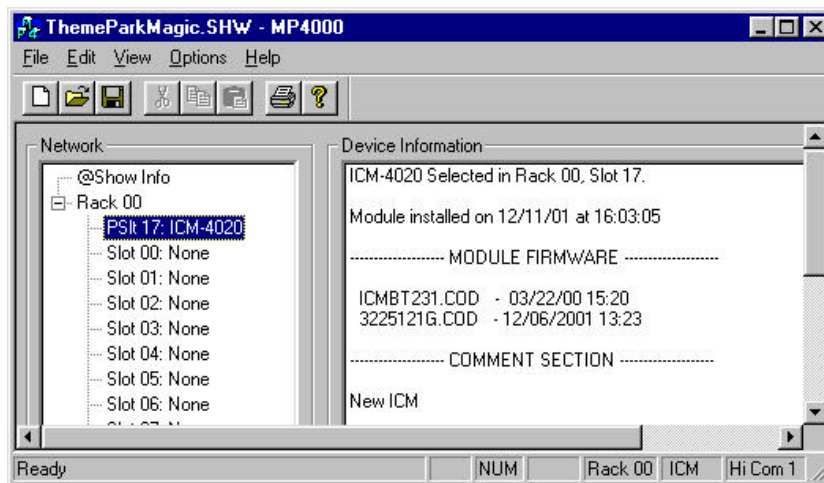 ThemeParkMagic.SHW - MP4000
File Edit View Options Help
Network
@Show Info
Rack 00
PSlt 17: ICM-4020
Slot 00: None
Slot 01: None
Slot 02: None
Slot 03: None
Slot 04: None
Slot 05: None
Slot 06: None
Device Information
ICM-4020 Selected in Rack 00, Slot 17.
Module installed on 12/11/01 at 16:03:05
------------------- MODULE FIRMWARE -------------------
ICMBT231.COD - 03/22/00 15:20
3225121G.COD - 12/06/2001 13:23
------------------- COMMENT SECTION -------------------
New ICM
Ready NUM Rack 00 ICM Hi Com 1